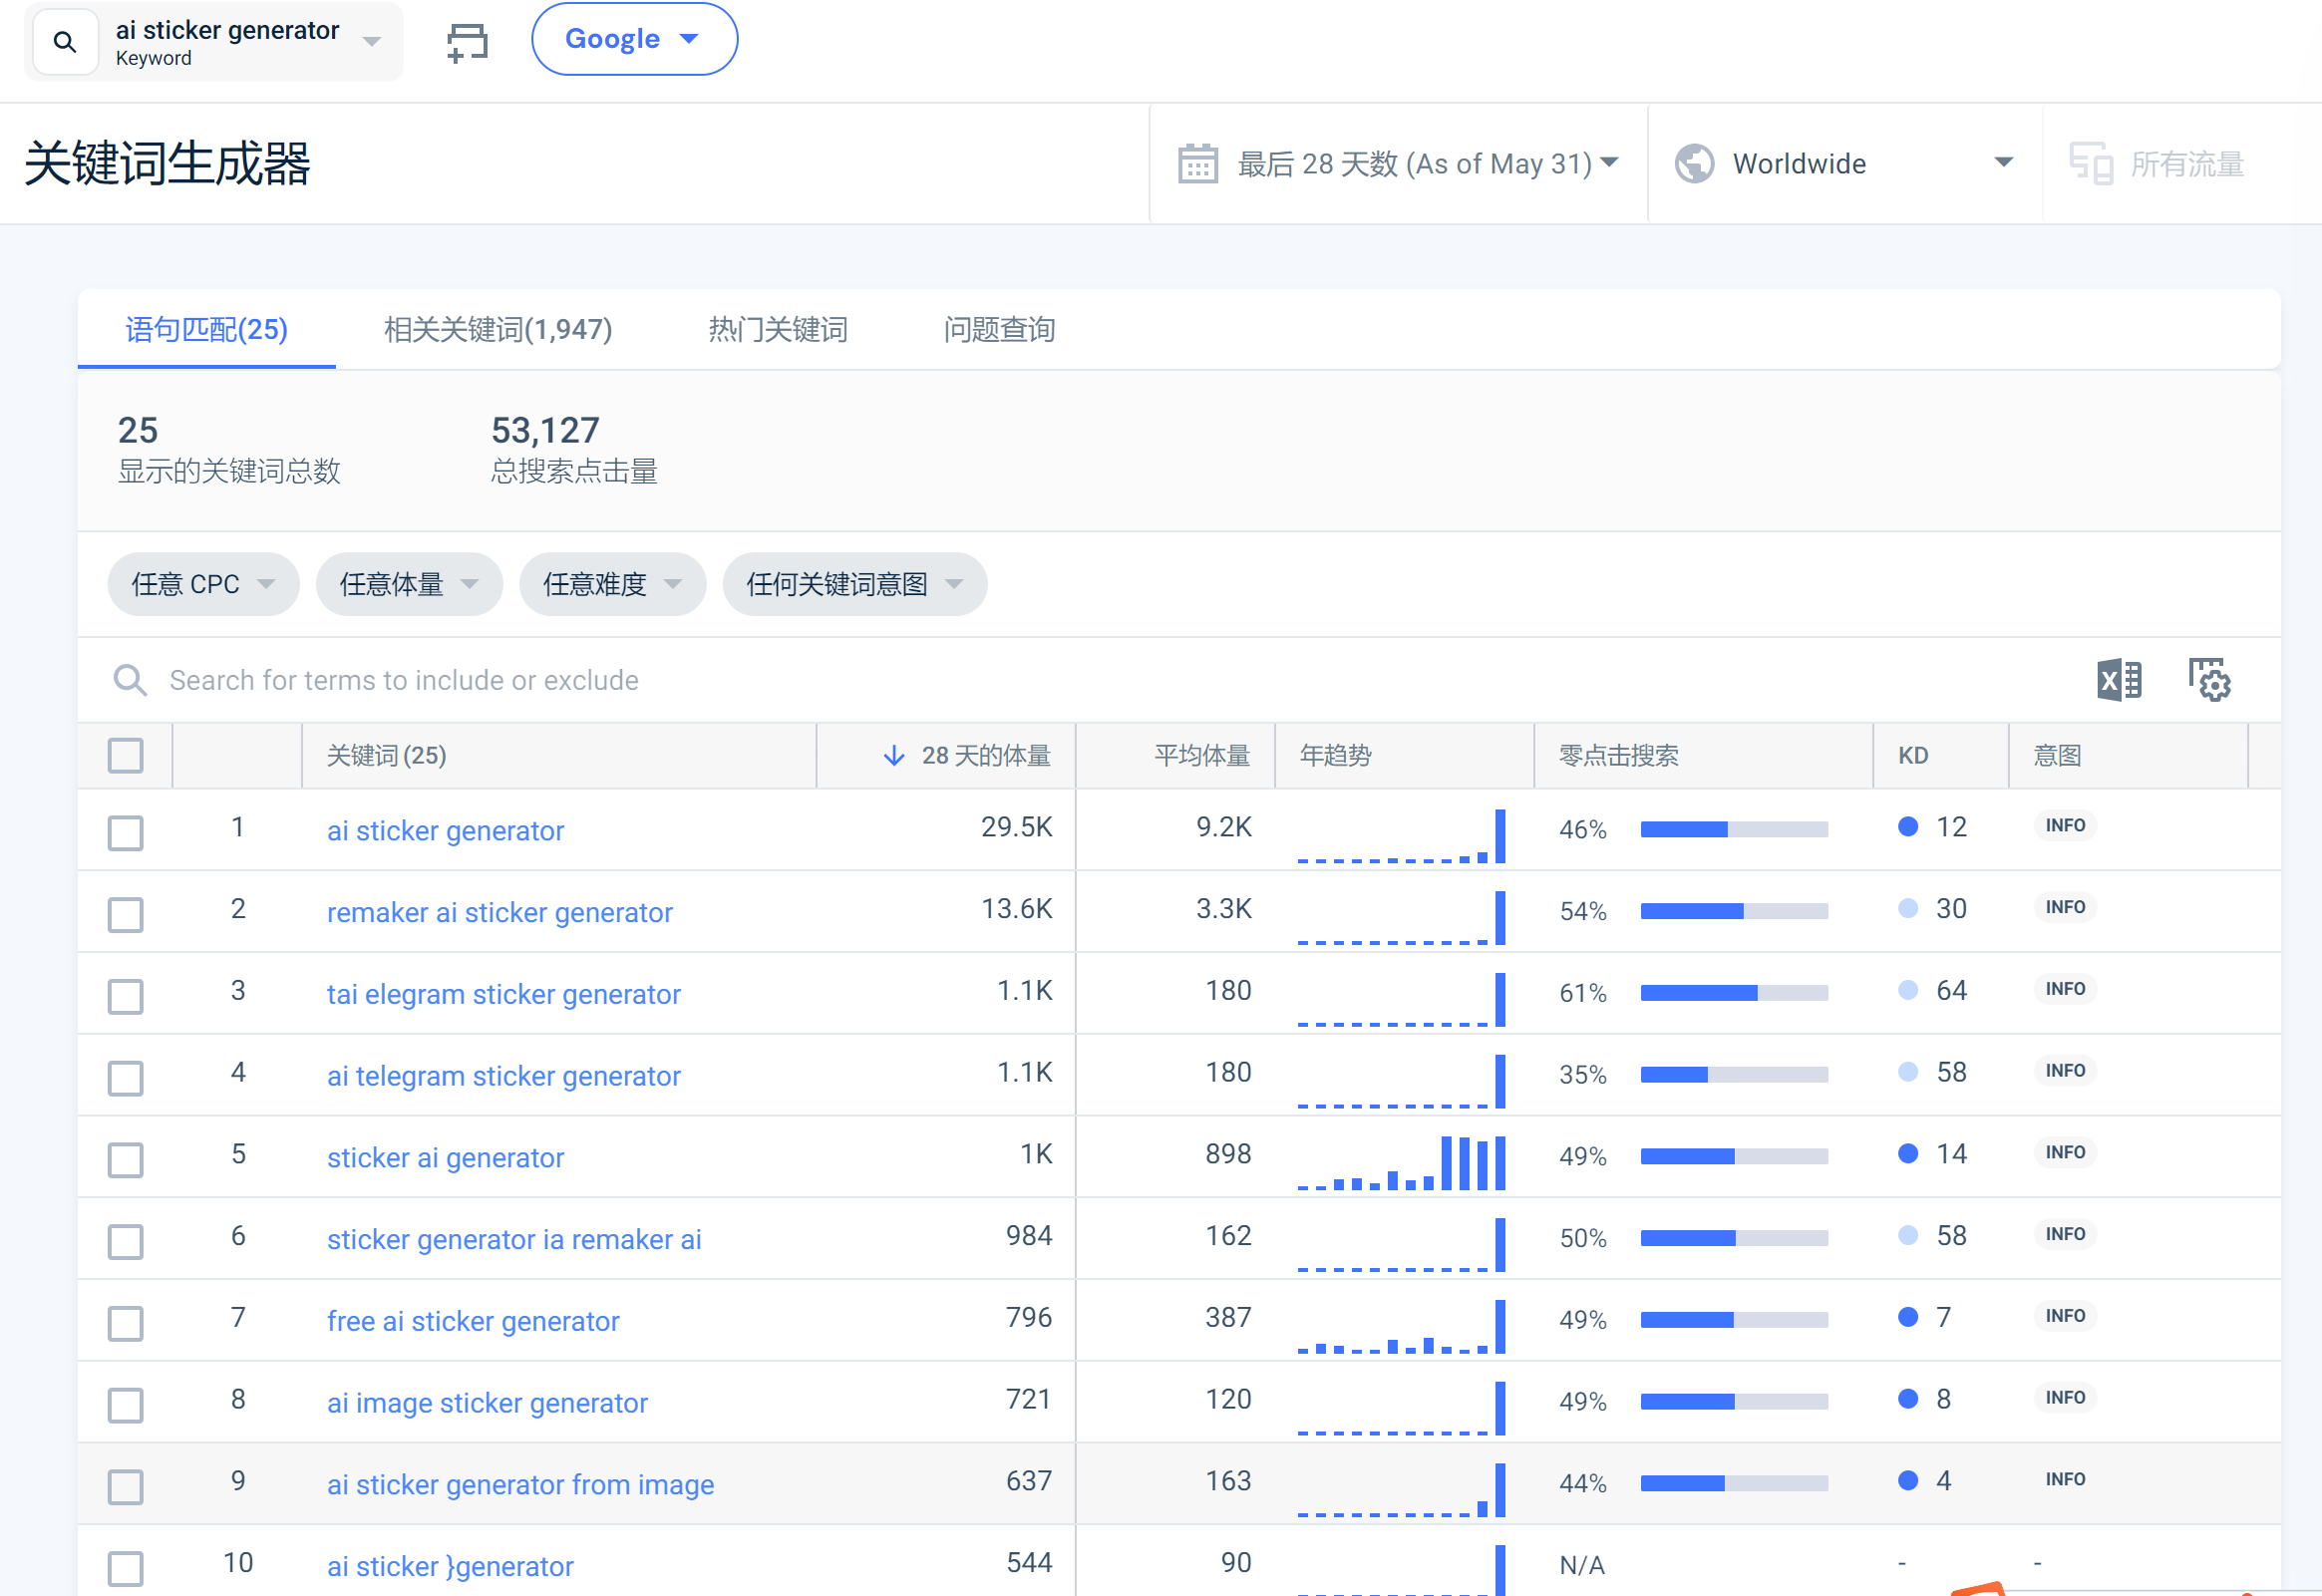 ai sticker generator
Keyword
Google
关键词生成器
最后 28 天数 (As of May 31)
Worldwide
所有流量
语句匹配(25) 相关关键词(1,947) 热门关键词 问题查询
25 53,127
显示的关键词总数 总搜索点击量
任意 CPC 任意体量 任意难度 任何关键词意图
Search for terms to include or exclude
关键词 (25) 28 天的体量 平均体量 年趋势 零点击搜索 KD 意图
1 ai sticker generator 29.5K 9.2K 46% 12 INFO
2 remaker ai sticker generator 13.6K 3.3K 54% 30 INFO
3 tai elegram sticker generator 1.1K 180 61% 64 INFO
4 ai telegram sticker generator 1.1K 180 35% 58 INFO
5 sticker ai generator 1K 898 49% 14 INFO
6 sticker generator ia remaker ai 984 162 50% 58 INFO
7 free ai sticker generator 796 387 49% 7 INFO
8 ai image sticker generator 721 120 49% 8 INFO
9 ai sticker generator from image 637 163 44% 4 INFO
10 ai sticker }generator 544 90 N/A - -